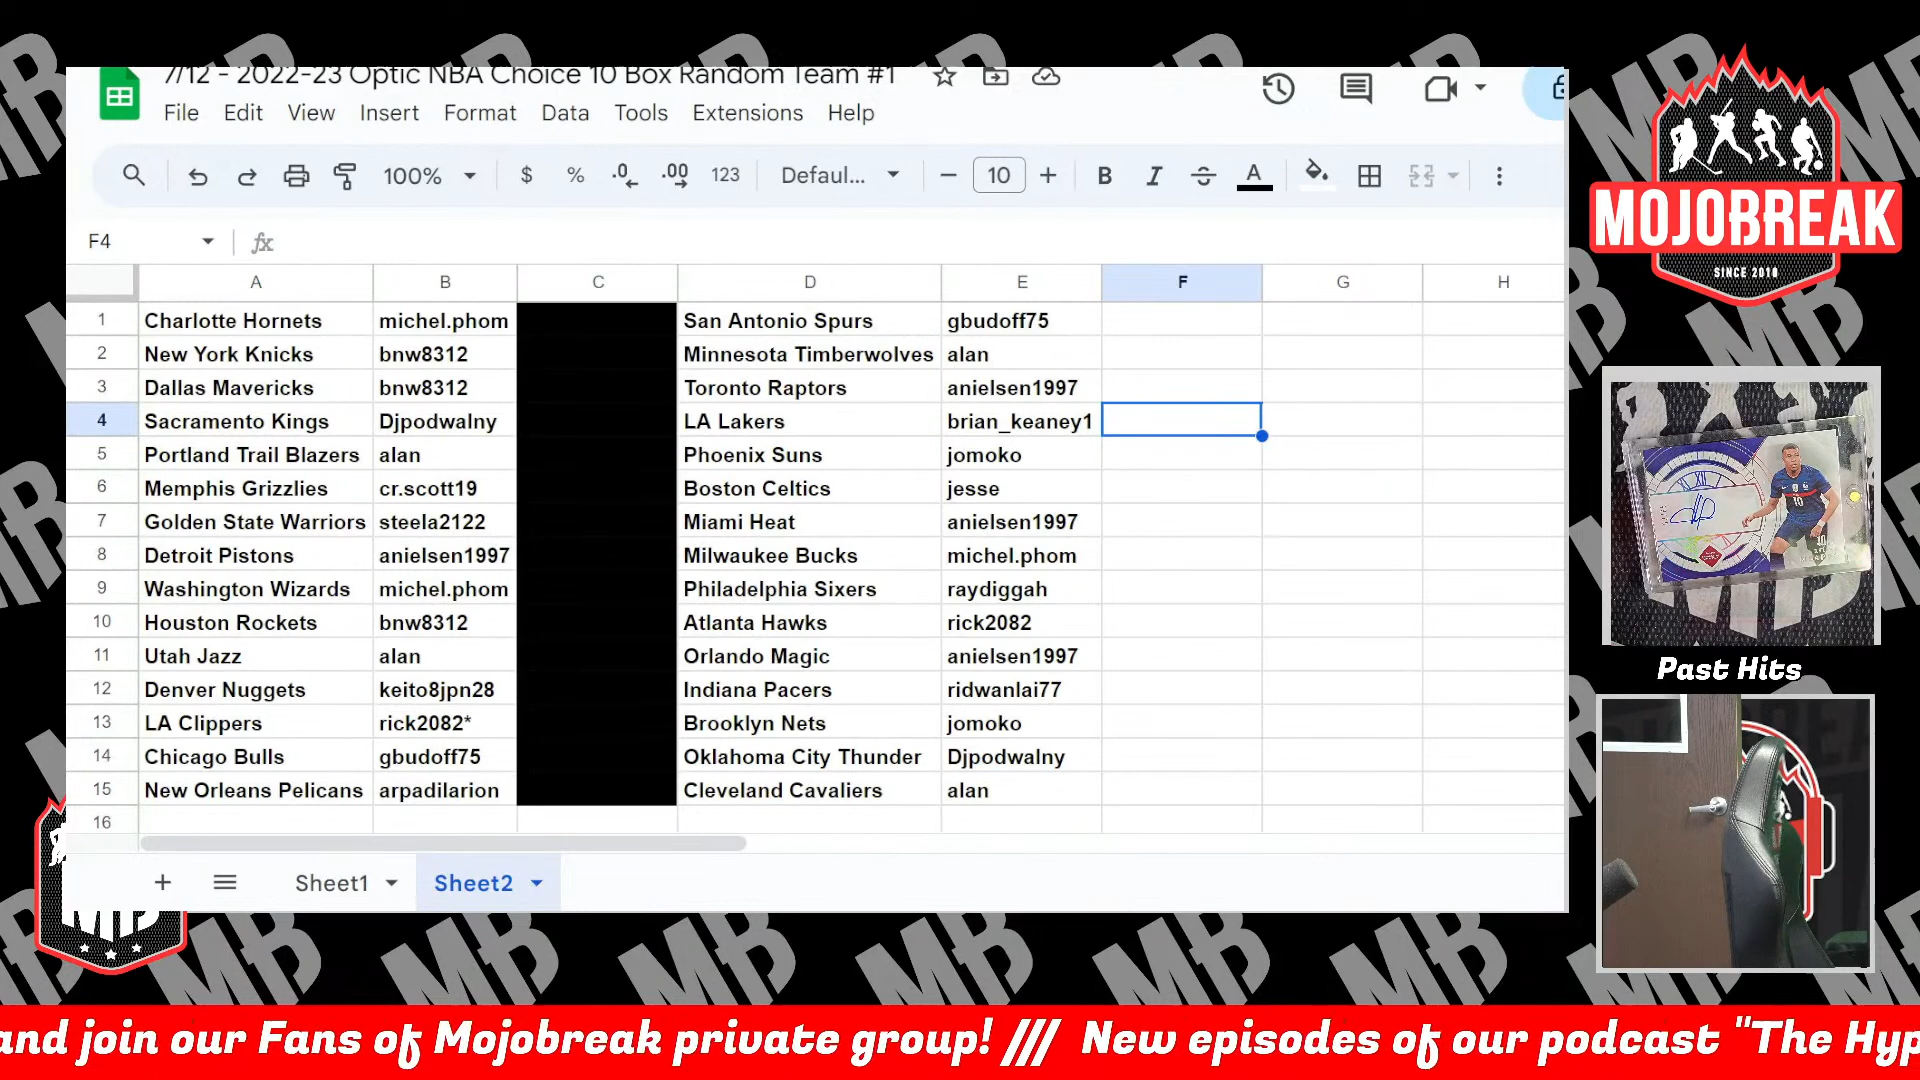 7/12 - 2022-23 Optic NBA Choice 10 Box Random Team #1
File Edit View Insert Format Data Tools Extensions Help
100% $ % .0 .00 123 Defaul... 10 B I S A
F4 fx
A B C D E F G H
1 Charlotte Hornets michel.phom San Antonio Spurs gbudoff75
2 New York Knicks bnw8312 Minnesota Timberwolves alan
3 Dallas Mavericks bnw8312 Toronto Raptors anielsen1997
4 Sacramento Kings Djpodwalny LA Lakers brian_keaney1
5 Portland Trail Blazers alan Phoenix Suns jomoko
6 Memphis Grizzlies cr.scott19 Boston Celtics jesse
7 Golden State Warriors steela2122 Miami Heat anielsen1997
8 Detroit Pistons anielsen1997 Milwaukee Bucks michel.phom
9 Washington Wizards michel.phom Philadelphia Sixers raydiggah
10 Houston Rockets bnw8312 Atlanta Hawks rick2082
11 Utah Jazz alan Orlando Magic anielsen1997
12 Denver Nuggets keito8jpn28 Indiana Pacers ridwanlai77
13 LA Clippers rick2082* Brooklyn Nets jomoko
14 Chicago Bulls gbudoff75 Oklahoma City Thunder Djpodwalny
15 New Orleans Pelicans arpadilarion Cleveland Cavaliers alan
16
Sheet1 Sheet2
MOJOBREAK
SINCE 2010
Past Hits
MB
and join our Fans of Mojobreak private group! /// New episodes of our podcast "The Hyp